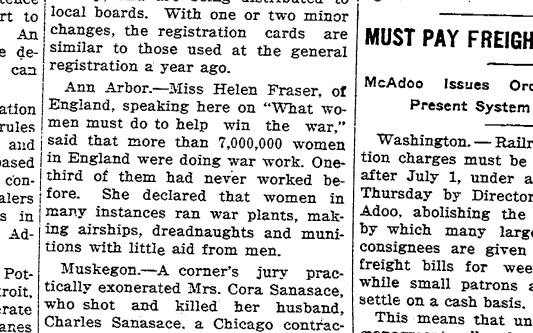 rt to
An
e de-
can
ation
rules
and
based
con-
alers
s in
Ad-
Pot-
troit,
erate
anes
local boards. With one or two minor
changes, the registration cards are
similar to those used at the general
registration a year ago.
Ann Arbor.—Miss Helen Fraser, of
England, speaking here on "What wo-
men must do to help win the war,"
said that more than 7,000,000 women
in England were doing war work. One-
third of them had never worked be-
fore. She declared that women in
many instances ran war plants, mak-
ing airships, dreadnaughts and muni-
tions with little aid from men.
Muskegon.—A corner's jury prac-
tically exonerated Mrs. Cora Sanasace,
who shot and killed her husband,
Charles Sanasace, a Chicago contrac-
MUST PAY FREIGH
McAdoo Issues Ord
Present System
Washington. — Railr
tion charges must be
after July 1, under a
Thursday by Director
Adoo, abolishing the
by which many large
consignees are given
freight bills for wee
while small patrons a
settle on a cash basis.
This means that un